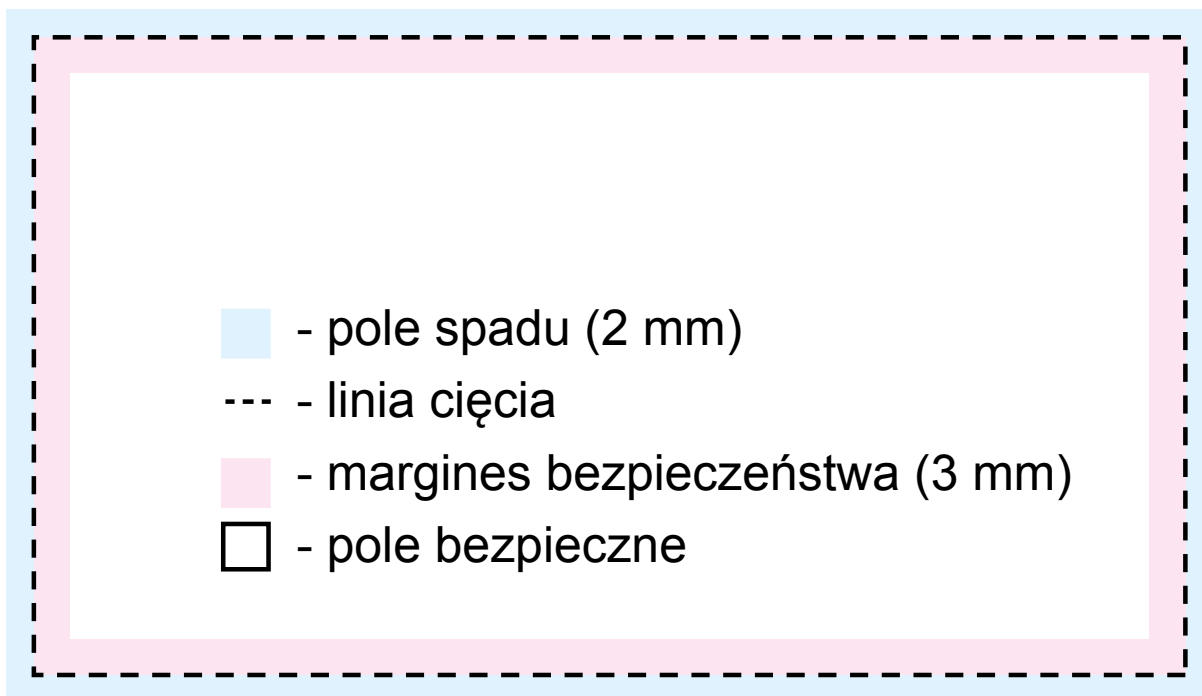 - pole spadu (2 mm)
--- - linia cięcia
- margines bezpieczeństwa (3 mm)
- pole bezpieczne